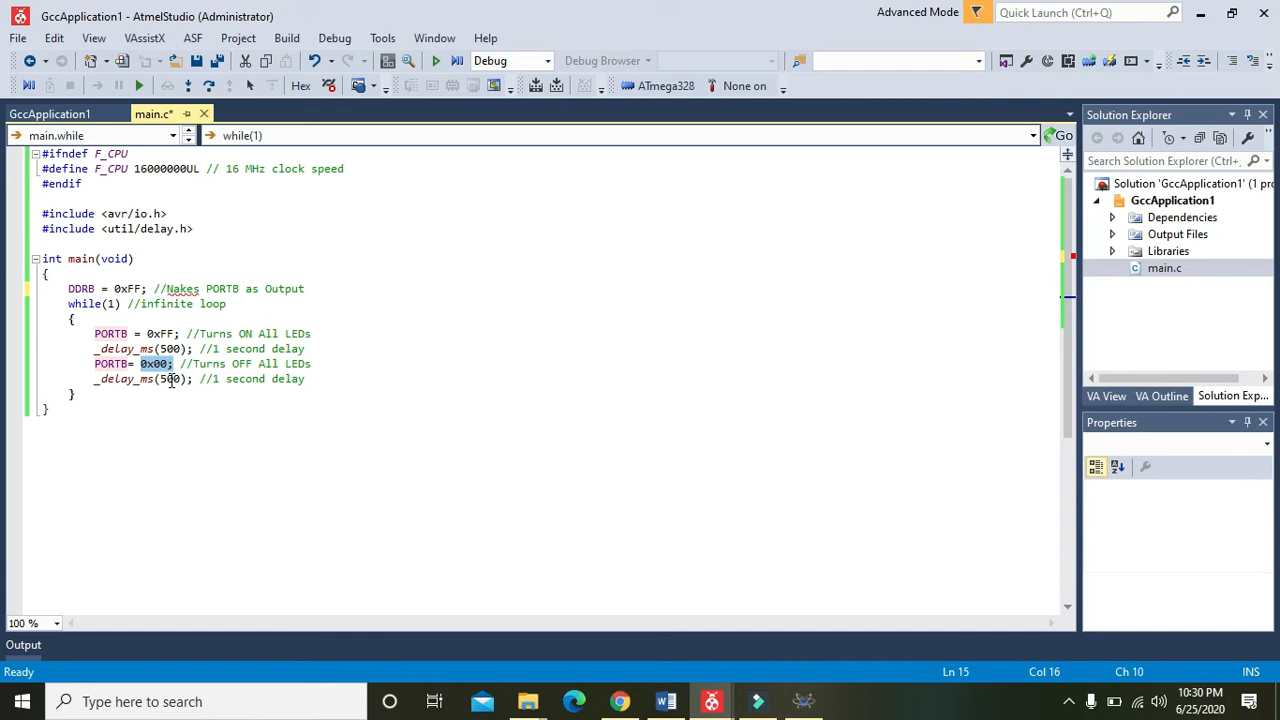 GccApplication1 - AtmelStudio (Administrator)
Advanced Mode
Quick Launch (Ctrl+Q)
File Edit View VAssistX ASF Project Build Debug Tools Window Help
Debug
Debug Browser
Hex
ATmega328
None on
GccApplication1
main.c*
main.while
while(1)
Go
#ifndef F_CPU
#define F_CPU 16000000UL // 16 MHz clock speed
#endif
#include <avr/io.h>
#include <util/delay.h>
int main(void)
{
DDRB = 0xFF; //Nakes PORTB as Output
while(1) //infinite loop
{
PORTB = 0xFF; //Turns ON All LEDs
_delay_ms(500); //1 second delay
PORTB= 0x00; //Turns OFF All LEDs
_delay_ms(500); //1 second delay
}
}
100 %
Solution Explorer
Search Solution Explorer (Ctrl+
Solution 'GccApplication1' (1 pro
GccApplication1
Dependencies
Output Files
Libraries
main.c
VA View VA Outline Solution Exp...
Properties
Output
Ready
Ln 15 Col 16 Ch 10 INS
Type here to search
10:30 PM
6/25/2020